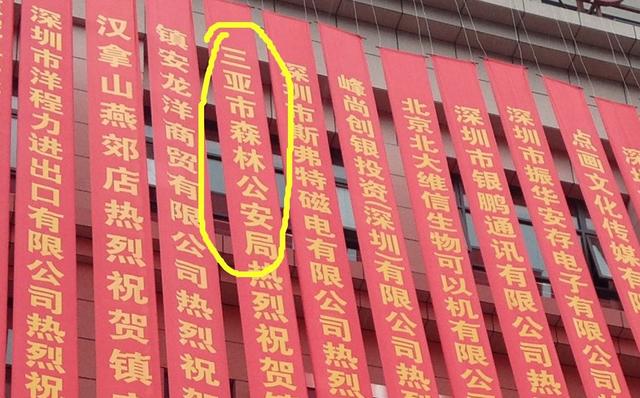 深圳市洋程力进出口有限公司热烈祝
汉拿山燕郊店热烈祝贺镇
镇安龙洋商贸有限公司热烈祝
三亚市森林公安局热烈祝贺
深圳市斯弗特磁电有限公司热烈
峰尚创银投资(深圳)有限公司热烈
北京北大维信生物可以机有限公司
深圳市银鹏通讯有限公司热
深圳市振华安存电子有限公司
点画文化传媒